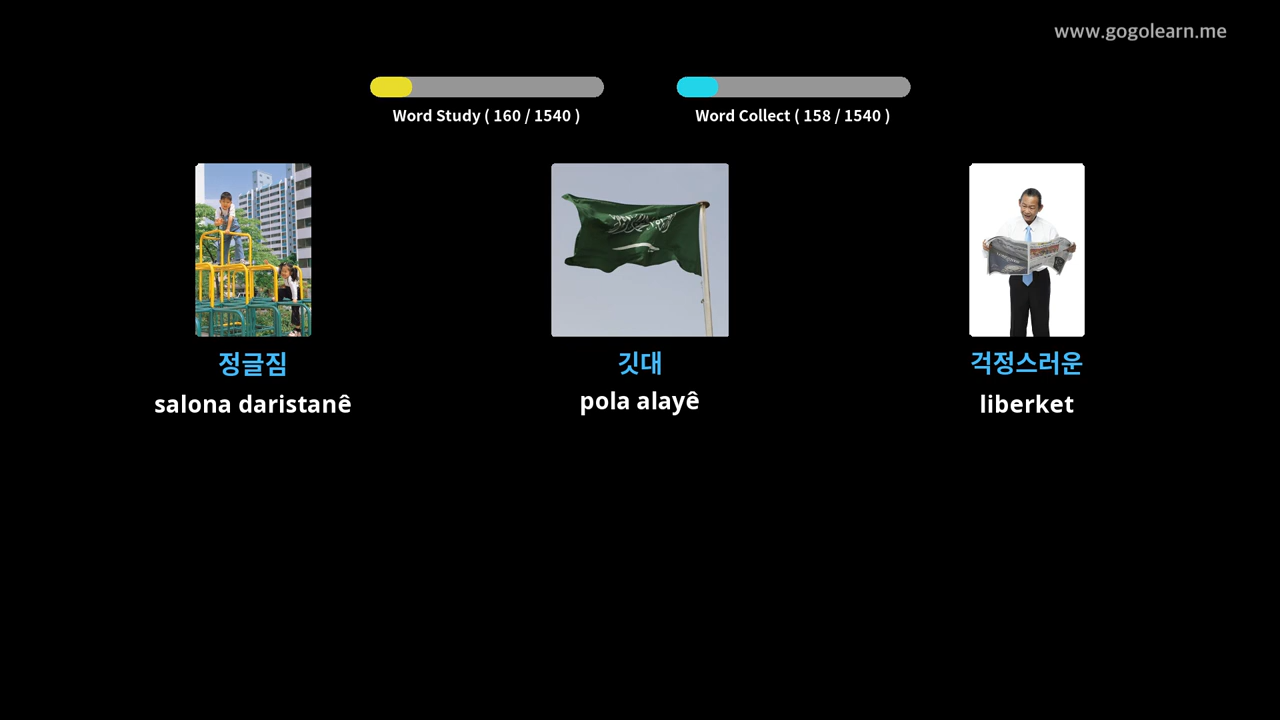 www.gogolearn.me
Word Study ( 160 / 1540 )
Word Collect ( 158 / 1540 )
정글짐
깃대
걱정스러운
salona daristanê
pola alayê
liberket